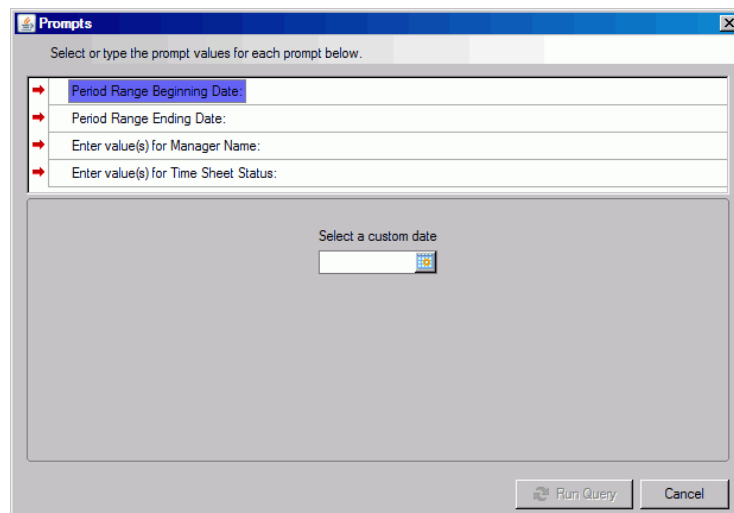 Prompts
Select or type the prompt values for each prompt below.
Period Range Beginning Date:
Period Range Ending Date:
Enter value(s) for Manager Name:
Enter value(s) for Time Sheet Status:
Select a custom date
Run Query
Cancel